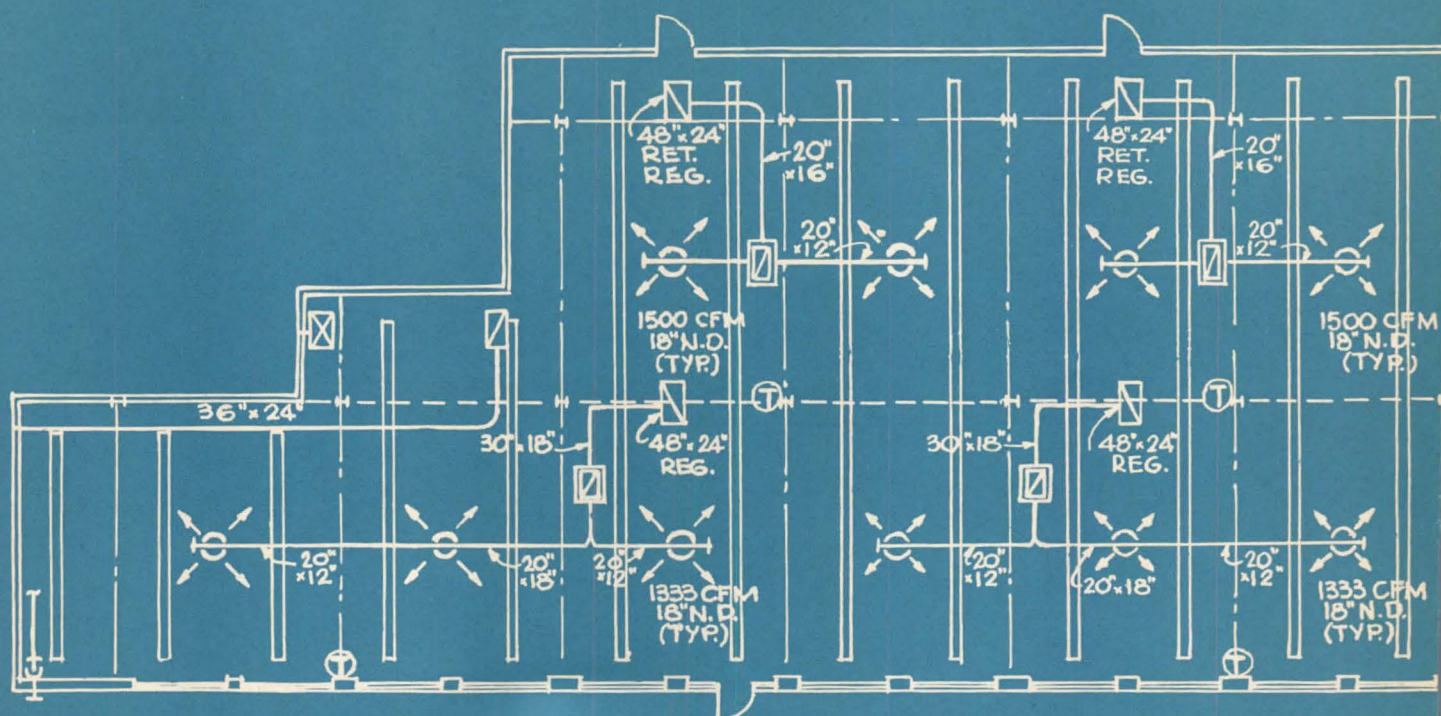 48"x24"
RET.
REG.
20"
x16"
48"x24"
RET.
REG.
20"
x16"
20"
x12"
20"
x12"
1500 CFM
18" N.D.
(TYP.)
1500 CFM
18" N.D.
(TYP.)
36"x24"
T
T
30"x18"
48"x24"
REG.
30"x18"
48"x24"
REG.
20"
x12"
20"
x18"
20"
x12"
20"
x12"
20"x18"
20"
x12"
1333 CFM
18" N.D.
(TYP.)
1333 CFM
18" N.D.
(TYP.)
T
T